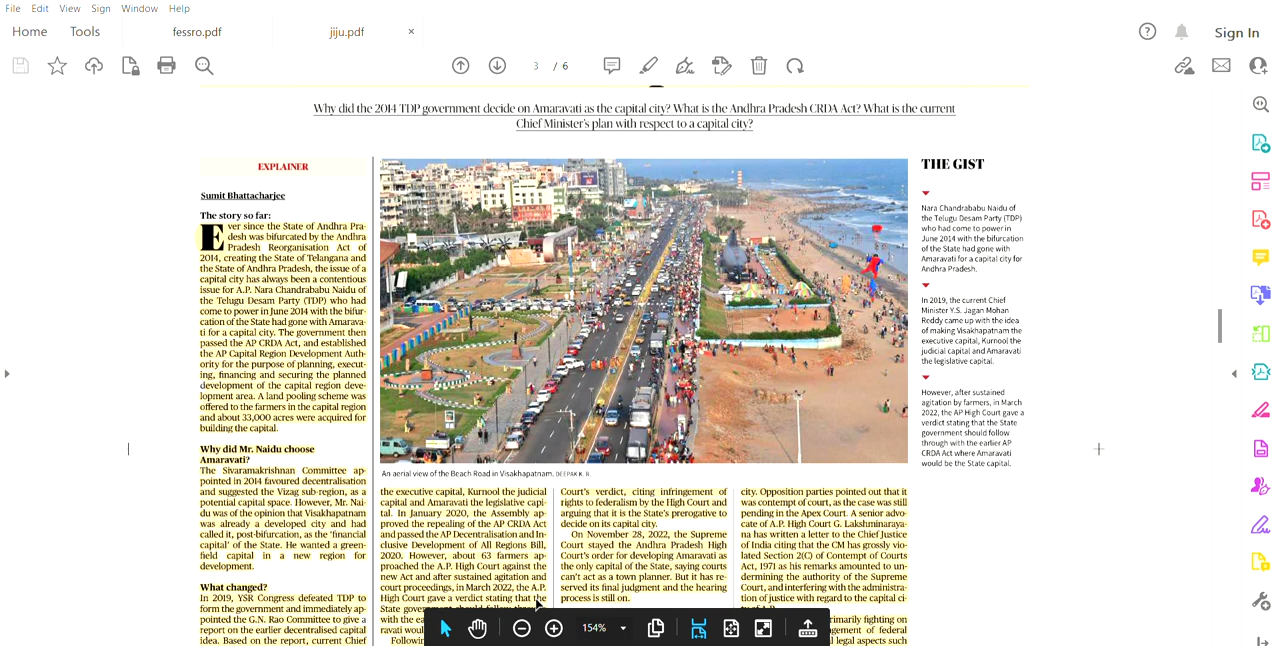 File Edit View Sign Window Help
Home Tools fessro.pdf jiju.pdf × ? Sign In
3 / 6
Why did the 2014 TDP government decide on Amaravati as the capital city? What is the Andhra Pradesh CRDA Act? What is the current
Chief Minister's plan with respect to a capital city?
EXPLAINER
Sumit Bhattacharjee
The story so far:
Ever since the State of Andhra Pra-
desh was bifurcated by the Andhra
Pradesh Reorganisation Act of
2014, creating the State of Telangana and
the State of Andhra Pradesh, the issue of a
capital city has always been a contentious
issue for A.P. Nara Chandrababu Naidu of
the Telugu Desam Party (TDP) who had
come to power in June 2014 with the bifur-
cation of the State had gone with Amarava-
ti for a capital city. The government then
passed the AP CRDA Act, and established
the AP Capital Region Development Auth-
ority for the purpose of planning, execut-
ing, financing and securing the planned
development of the capital region deve-
lopment area. A land pooling scheme was
offered to the farmers in the capital region
and about 33,000 acres were acquired for
building the capital.
Why did Mr. Naidu choose
Amaravati?
The Sivaramakrishnan Committee ap-
pointed in 2014 favoured decentralisation
and suggested the Vizag sub-region, as a
potential capital space. However, Mr. Nai-
du was of the opinion that Visakhapatnam
was already a developed city and had
called it, post-bifurcation, as the 'financial
capital' of the State. He wanted a green-
field capital in a new region for
development.
What changed?
In 2019, YSR Congress defeated TDP to
form the government and immediately ap-
pointed the G.N. Rao Committee to give a
report on the earlier decentralised capital
idea. Based on the report, current Chief
An aerial view of the Beach Road in Visakhapatnam. DEEPAK K. R.
the executive capital, Kurnool the judicial
capital and Amaravati the legislative capi-
tal. In January 2020, the Assembly ap-
proved the repealing of the AP CRDA Act
and passed the AP Decentralisation and In-
clusive Development of All Regions Bill,
2020. However, about 63 farmers ap-
proached the A.P. High Court against the
new Act and after sustained agitation and
court proceedings, in March 2022, the A.P.
High Court gave a verdict stating that the
State government should follow through
with the ea
ravati woul
Followin
Court's verdict, citing infringement of
rights to federalism by the High Court and
arguing that it is the State's prerogative to
decide on its capital city.
On November 28, 2022, the Supreme
Court stayed the Andhra Pradesh High
Court's order for developing Amaravati as
the only capital of the State, saying courts
can't act as a town planner. But it has re-
served its final judgment and the hearing
process is still on.
city. Opposition parties pointed out that it
was contempt of court, as the case was still
pending in the Apex Court. A senior advo-
cate of A.P. High Court G. Lakshminaraya-
na has written a letter to the Chief Justice
of India citing that the CM has grossly vio-
lated Section 2(C) of Contempt of Courts
Act, 1971 as his remarks amounted to un-
dermining the authority of the Supreme
Court, and interfering with the administra-
tion of justice with regard to the capital ci-
ty of A.P.
rimarily fighting on
gement of federal
l legal aspects such
THE GIST
Nara Chandrababu Naidu of
the Telugu Desam Party (TDP)
who had come to power in
June 2014 with the bifurcation
of the State had gone with
Amaravati for a capital city for
Andhra Pradesh.
In 2019, the current Chief
Minister Y.S. Jagan Mohan
Reddy came up with the idea
of making Visakhapatnam the
executive capital, Kurnool the
judicial capital and Amaravati
the legislative capital.
However, after sustained
agitation by farmers, in March
2022, the AP High Court gave a
verdict stating that the State
government should follow
through with the earlier AP
CRDA Act where Amaravati
would be the State capital.
154%